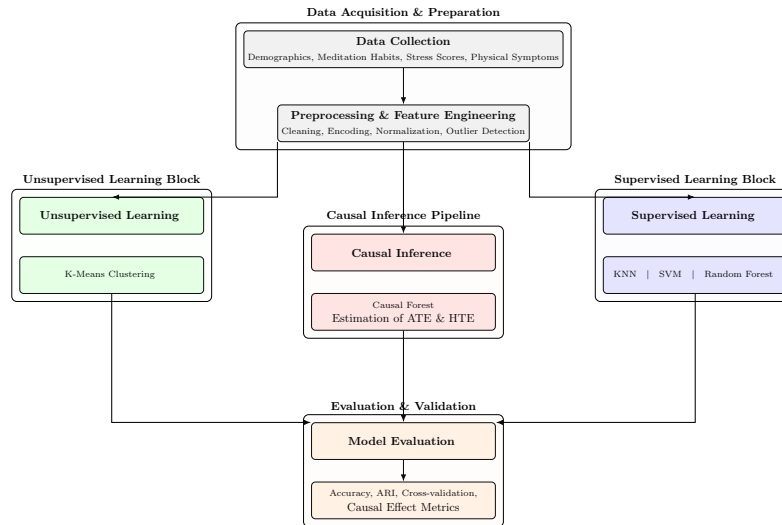 Data Acquisition & Preparation
Data Collection
Demographics, Meditation Habits, Stress Scores, Physical Symptoms
Preprocessing & Feature Engineering
Cleaning, Encoding, Normalization, Outlier Detection
Unsupervised Learning Block
Unsupervised Learning
K-Means Clustering
Causal Inference Pipeline
Causal Inference
Causal Forest
Estimation of ATE & HTE
Supervised Learning Block
Supervised Learning
KNN | SVM | Random Forest
Evaluation & Validation
Model Evaluation
Accuracy, ARI, Cross-validation,
Causal Effect Metrics